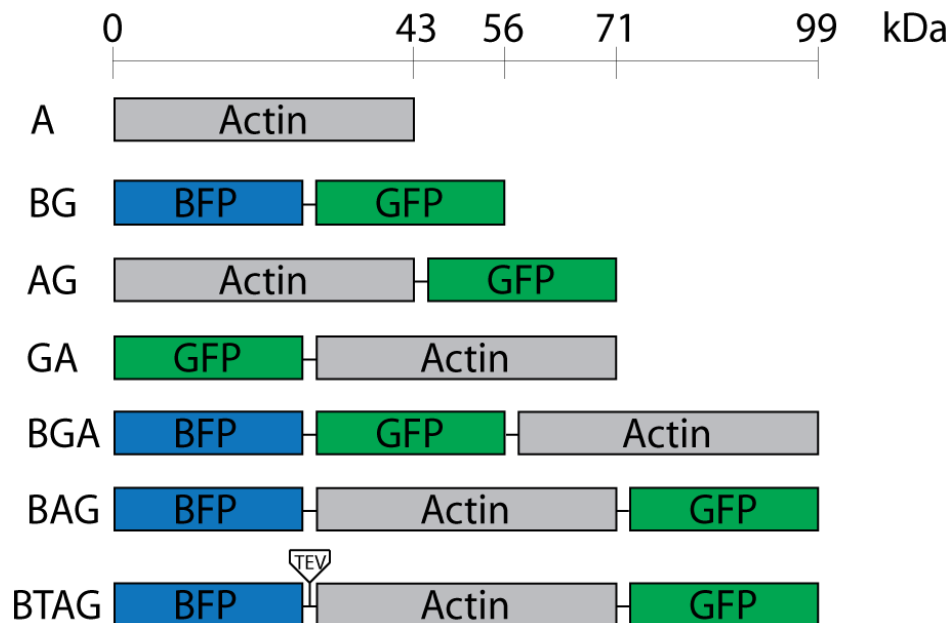 0 43 56 71 99 kDa
A Actin
BG BFP GFP
AG Actin GFP
GA GFP Actin
BGA BFP GFP Actin
BAG BFP Actin GFP
TEV
BTAG BFP Actin GFP